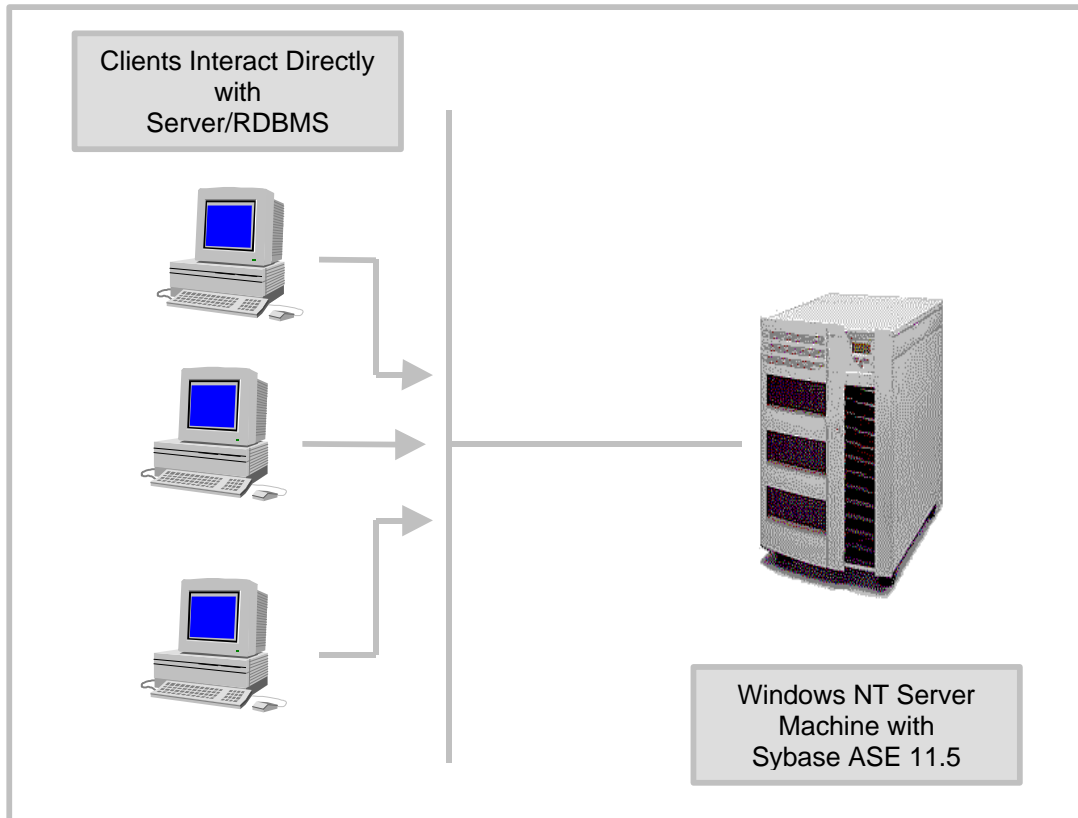 Clients Interact Directly
with
Server/RDBMS
Windows NT Server
Machine with
Sybase ASE 11.5